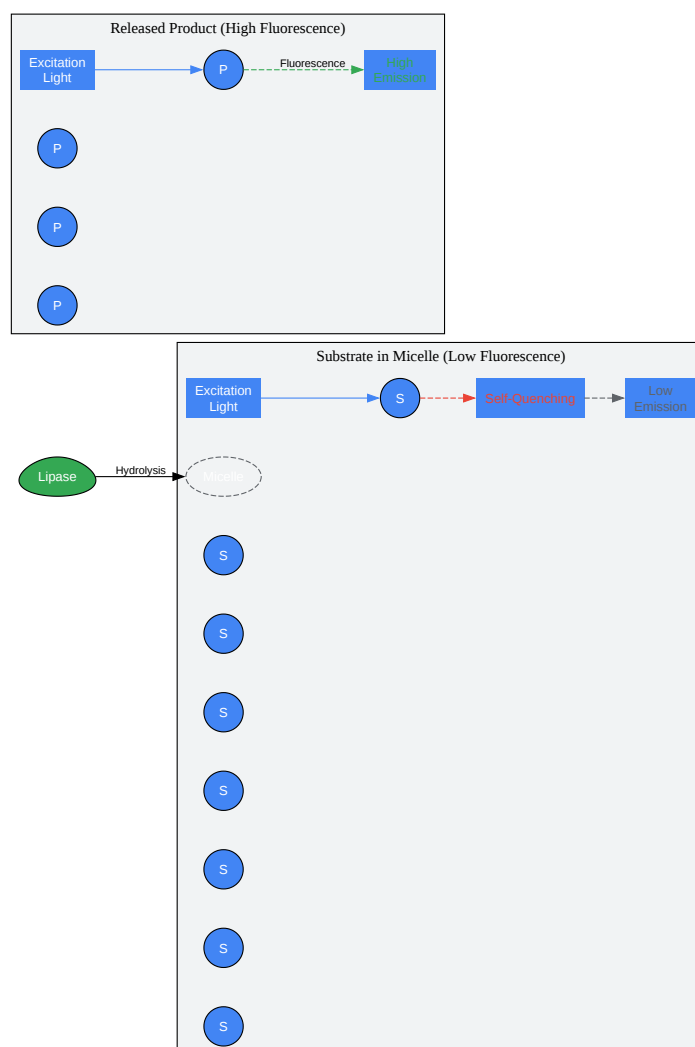 Released Product (High Fluorescence)
Excitation
Light
P
Fluorescence
High
Emission
P
P
P
Substrate in Micelle (Low Fluorescence)
Excitation
Light
S
Self-Quenching
Low
Emission
Lipase
Hydrolysis
Micelle
S
S
S
S
S
S
S